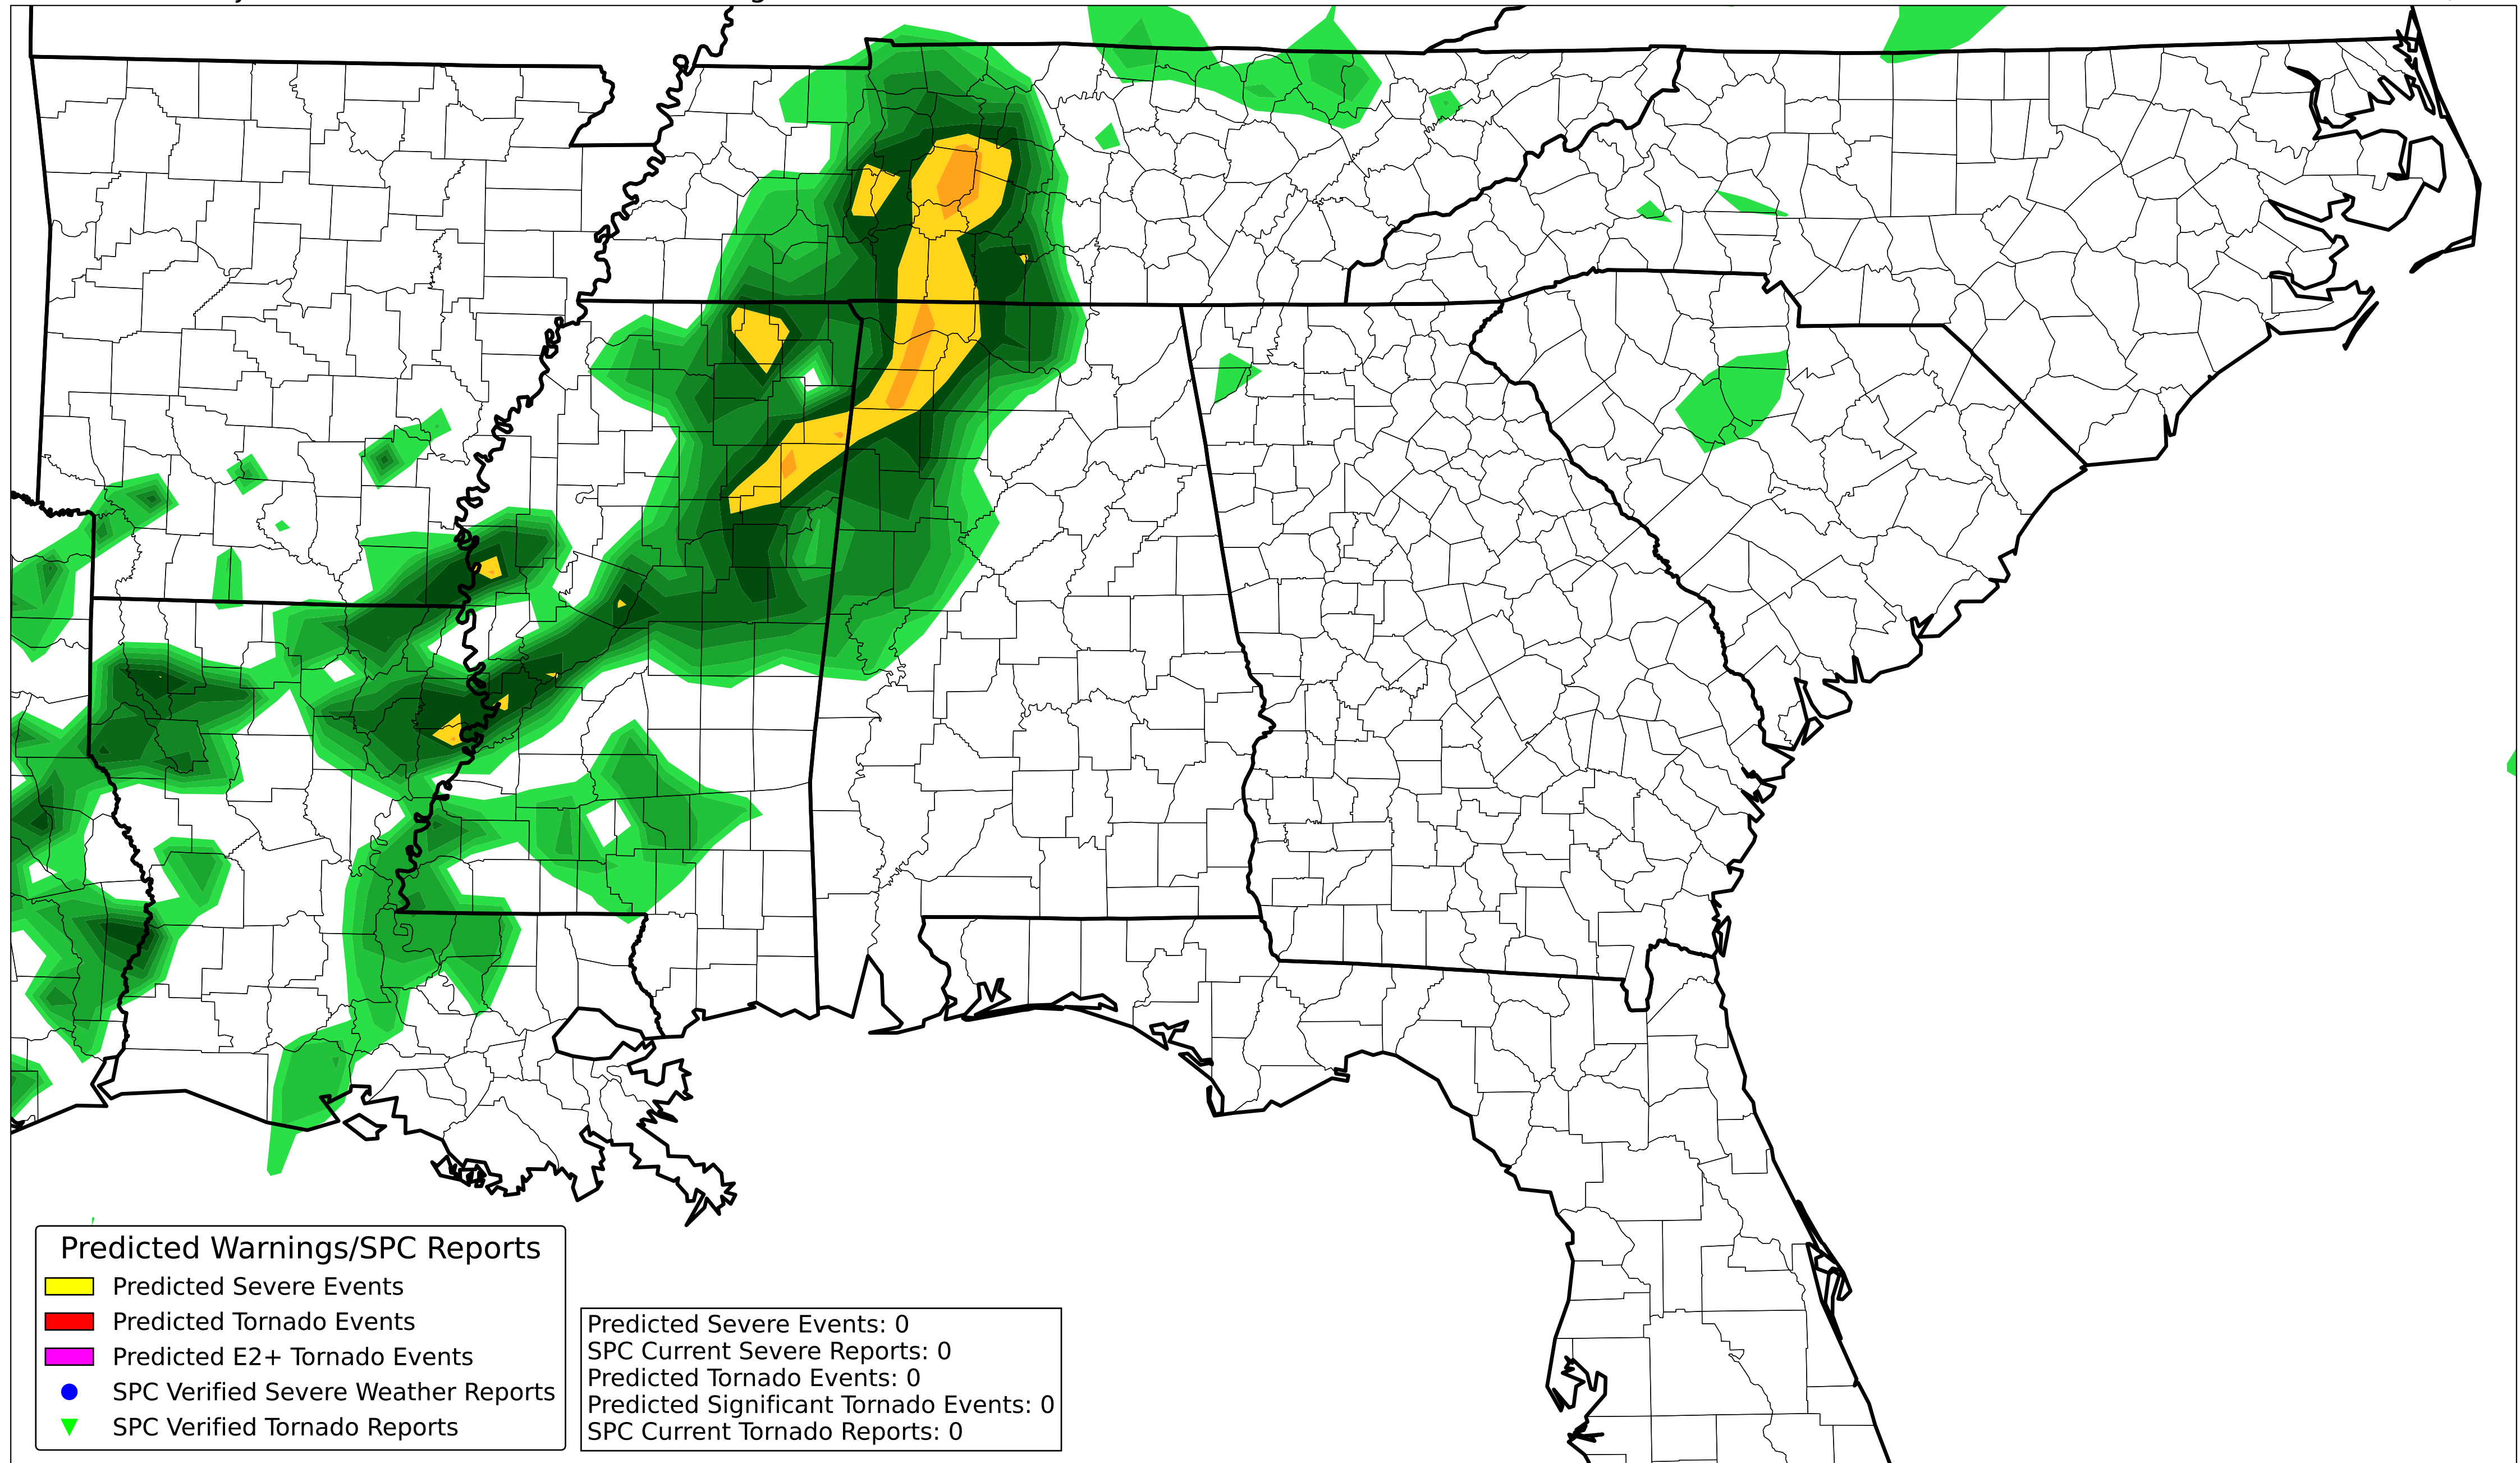 Predicted Warnings/SPC Reports
Predicted Severe Events
Predicted Tornado Events
Predicted E2+ Tornado Events
SPC Verified Severe Weather Reports
SPC Verified Tornado Reports
Predicted Severe Events: 0
SPC Current Severe Reports: 0
Predicted Tornado Events: 0
Predicted Significant Tornado Events: 0
SPC Current Tornado Reports: 0